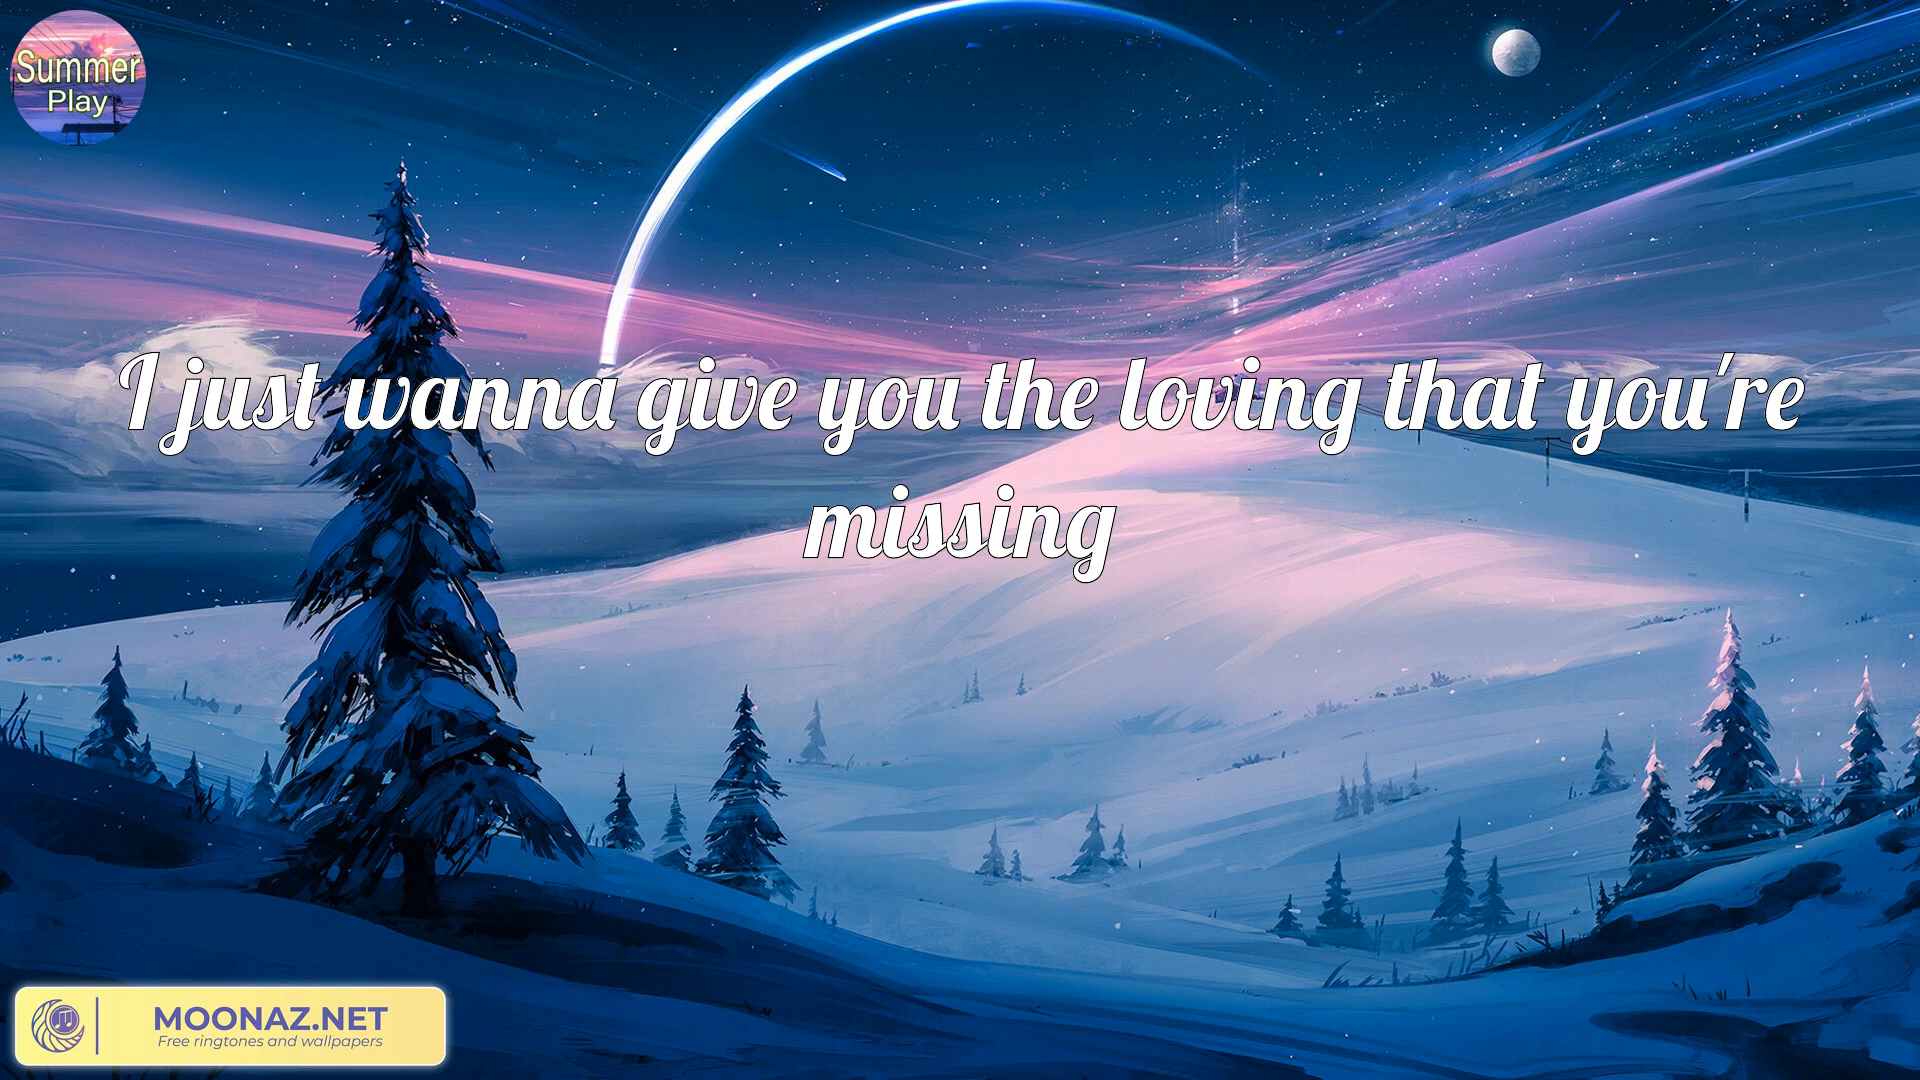 Summer
Play
I just wanna give you the loving that you're
missing
MOONAZ.NET
Free ringtones and wallpapers